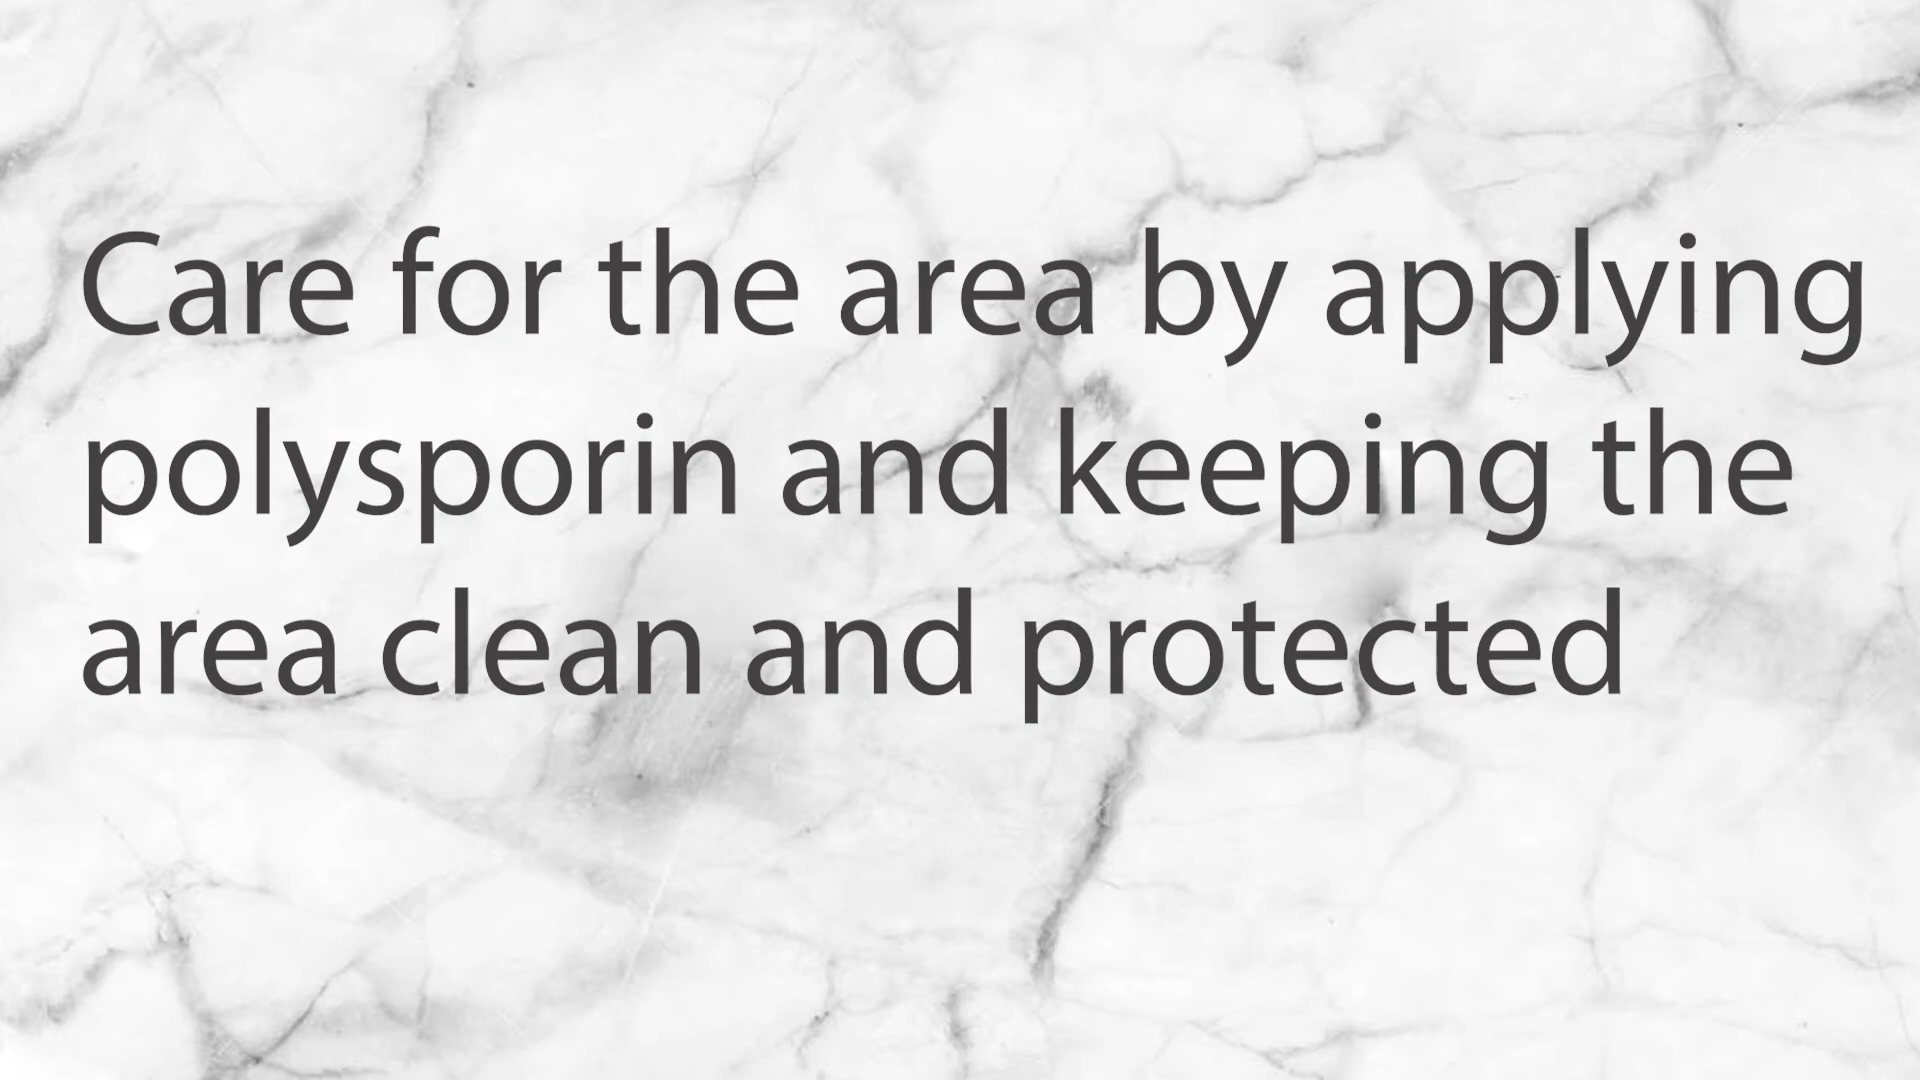 Care for the area by applying
polysporin and keeping the
area clean and protected